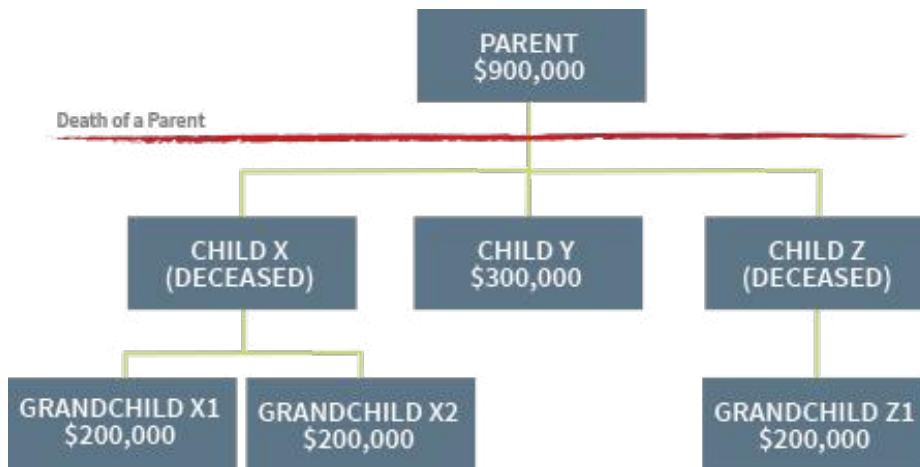 PARENT
$900,000
Death of a Parent
CHILD X
(DECEASED)
CHILD Y
$300,000
CHILD Z
(DECEASED)
GRANDCHILD X1
$200,000
GRANDCHILD X2
$200,000
GRANDCHILD Z1
$200,000